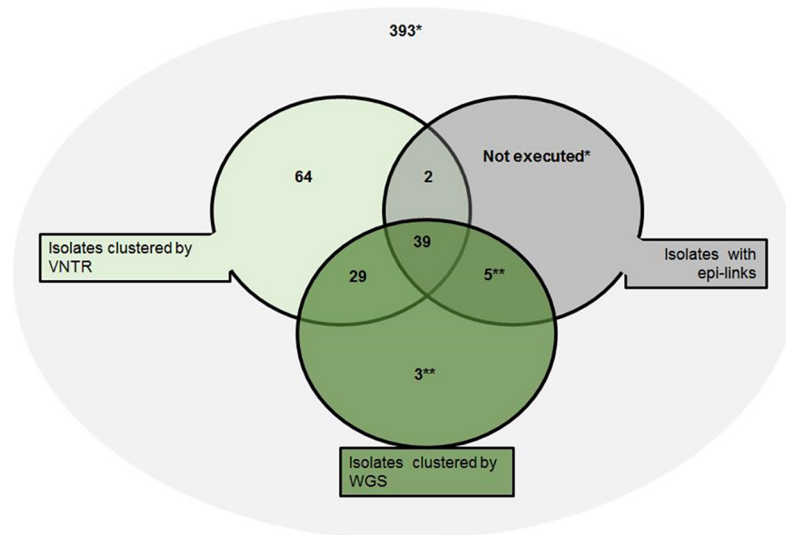 393*
64
2
Not executed*
Isolates clustered by
VNTR
39
Isolates with
epi-links
29
5**
3**
Isolates clustered by
WGS